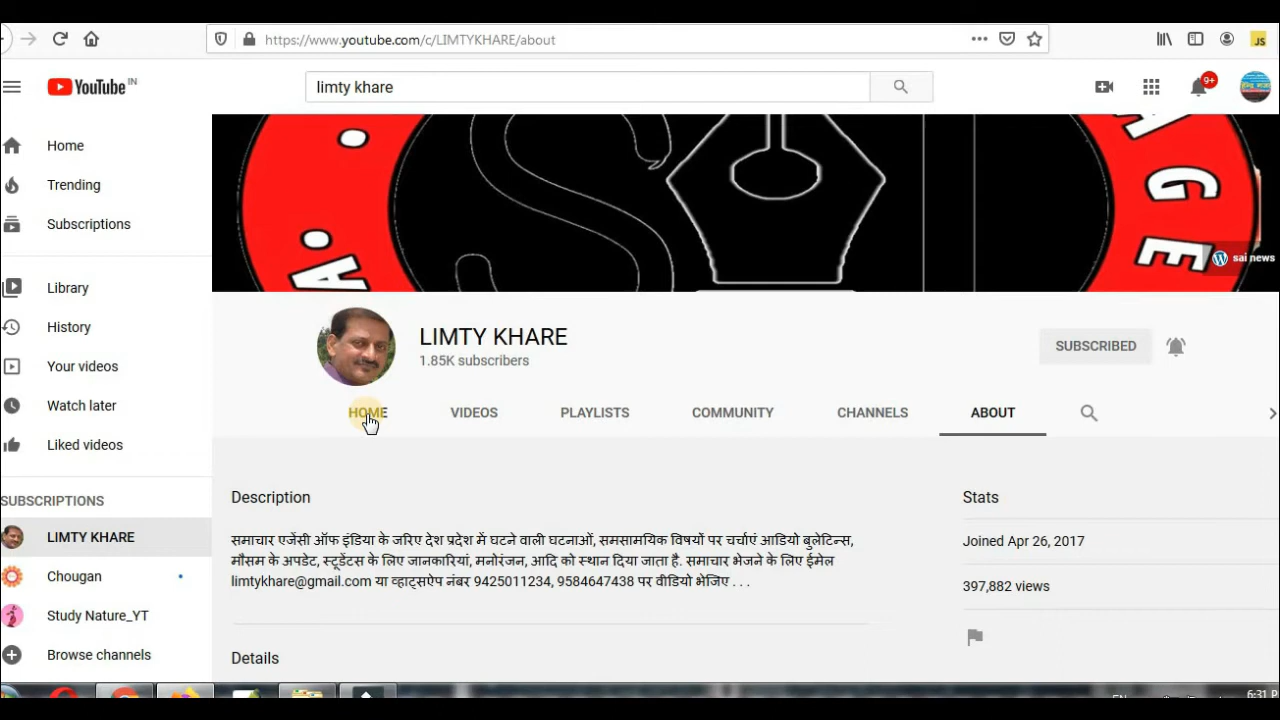 https://www.youtube.com/c/LIMTYKHARE/about
JS
YouTube IN
limty khare
9+
Home
Trending
Subscriptions
Library
History
Your videos
Watch later
Liked videos
SUBSCRIPTIONS
LIMTY KHARE
Chougan
Study Nature_YT
Browse channels
A
AGE
sai news
LIMTY KHARE
1.85K subscribers
SUBSCRIBED
HOME VIDEOS PLAYLISTS COMMUNITY CHANNELS ABOUT
Description
समाचार एजेंसी ऑफ इंडिया के जरिए देश प्रदेश में घटने वाली घटनाओं, समसामयिक विषयों पर चर्चाएं आडियो बुलेटिन्स,
मौसम के अपडेट, स्टूडेंटस के लिए जानकारियां, मनोरंजन, आदि को स्थान दिया जाता है. समाचार भेजने के लिए ईमेल
limtykhare@gmail.com या व्हाट्सऐप नंबर 9425011234, 9584647438 पर वीडियो भेजिए . . .
Details
Stats
Joined Apr 26, 2017
397,882 views
6:31 P